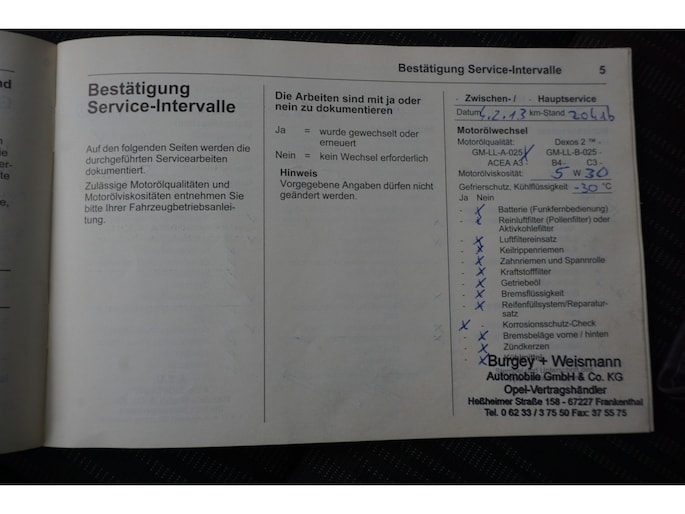 Bestätigung Service-Intervalle 5
Bestätigung
Service-Intervalle
Auf den folgenden Seiten werden die
durchgeführten Servicearbeiten
dokumentiert.
Zulässige Motorölqualitäten und
Motorölviskositäten entnehmen Sie
bitte Ihrer Fahrzeugbetriebsanlei-
tung.
Die Arbeiten sind mit ja oder
nein zu dokumentieren
Ja = wurde gewechselt oder
erneuert
Nein = kein Wechsel erforderlich
Hinweis
Vorgegebene Angaben dürfen nicht
geändert werden.
- Zwischen- / - Hauptservice
Datum 4.2.13 km-Stand 20416
Motorölwechsel
Motorölqualität: Dexos 2 ™ -
GM-LL-A-025 X GM-LL-B-025 -
ACEA A3 - B4 - C3 -
Motorölviskosität: 5 W 30
Gefrierschutz, Kühlflüssigkeit -30 °C
Ja Nein
- X Batterie (Funkfernbedienung)
- X Reinluftfilter (Pollenfilter) oder
Aktivkohlefilter
- X Luftfiltereinsatz
- X Keilrippenriemen
- X Zahnriemen und Spannrolle
- X Kraftstofffilter
- X Getriebeöl
- X Bremsflüssigkeit
- X Reifenfüllsystem/Reparatur-
satz
X - Korrosionsschutz-Check
- X Bremsbeläge vorne / hinten
- X Zündkerzen
- X
Burgey + Weismann
Automobile GmbH & Co. KG
Opel-Vertragshändler
Heßheimer Straße 158 - 67227 Frankenthal
Tel. 0 62 33 / 3 75 50 Fax: 37 55 75